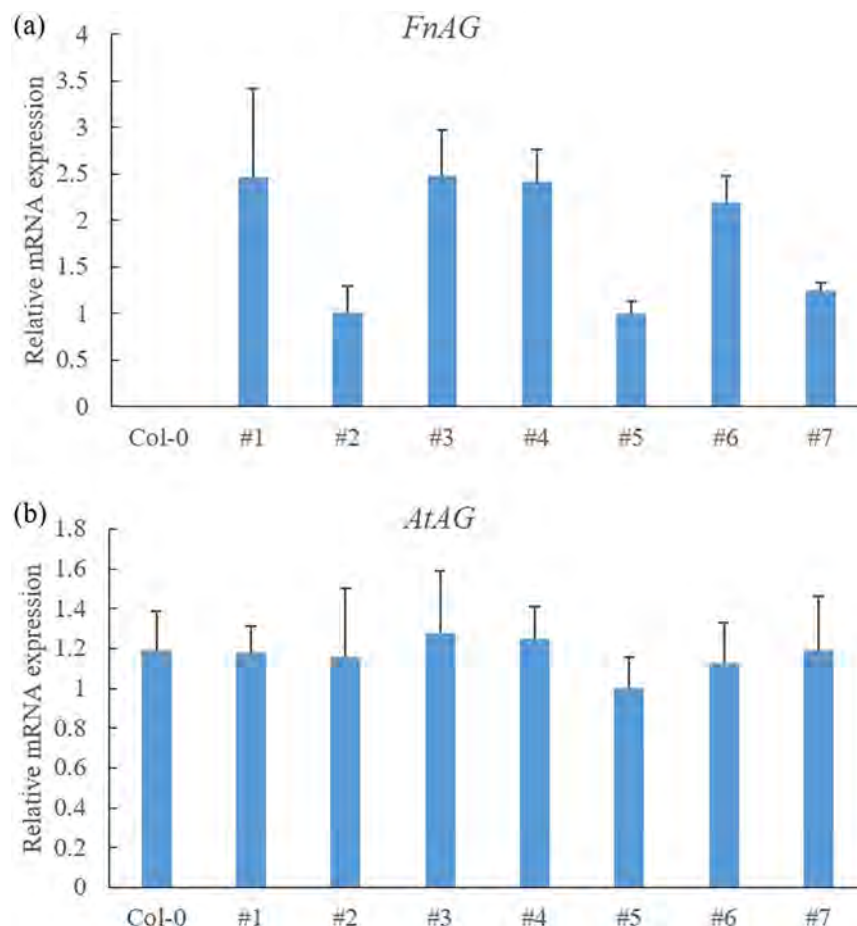 (a)
FnAG
Relative mRNA expression
4
3.5
3
2.5
2
1.5
1
0.5
0
Col-0 #1 #2 #3 #4 #5 #6 #7
(b)
AtAG
Relative mRNA expression
1.8
1.6
1.4
1.2
1
0.8
0.6
0.4
0.2
0
Col-0 #1 #2 #3 #4 #5 #6 #7